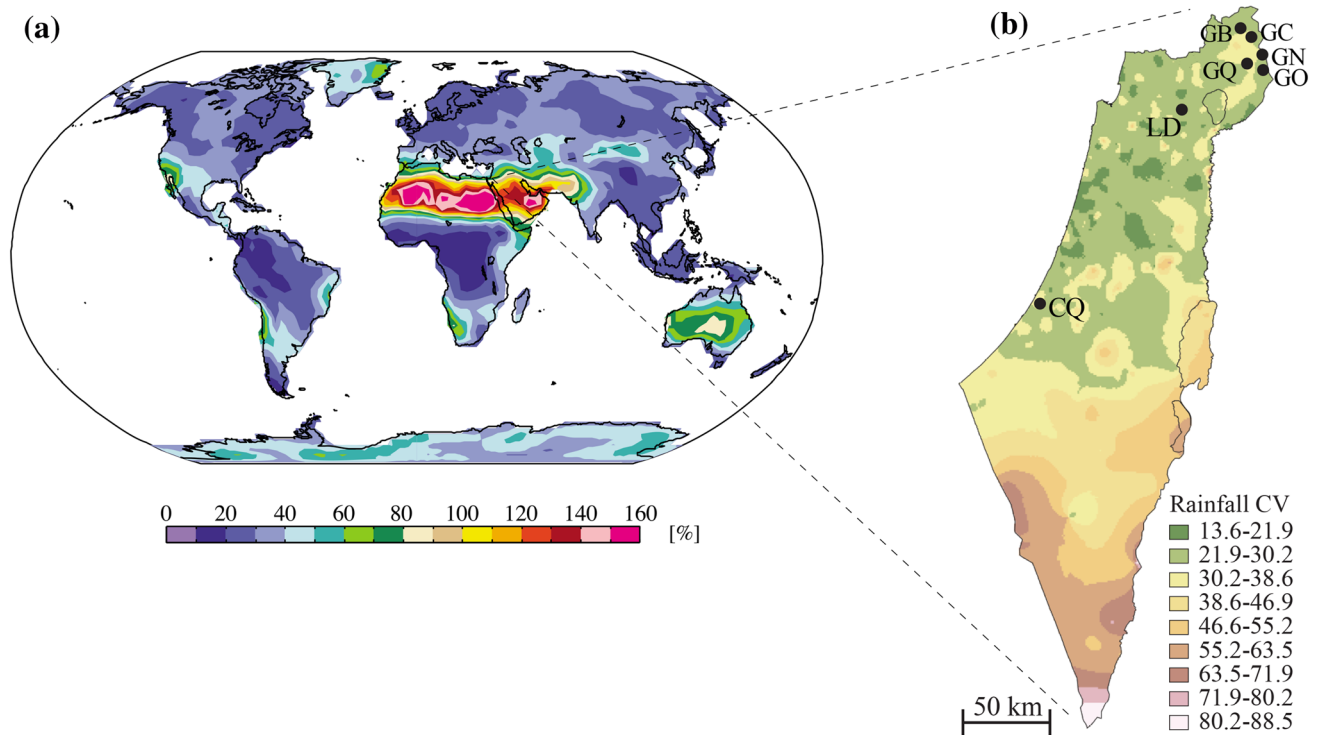 (a)
(b)
GB
GC
GN
GQ
GO
LD
CQ
0 20 40 60 80 100 120 140 160
[%]
Rainfall CV
13.6-21.9
21.9-30.2
30.2-38.6
38.6-46.9
46.6-55.2
55.2-63.5
63.5-71.9
71.9-80.2
80.2-88.5
50 km